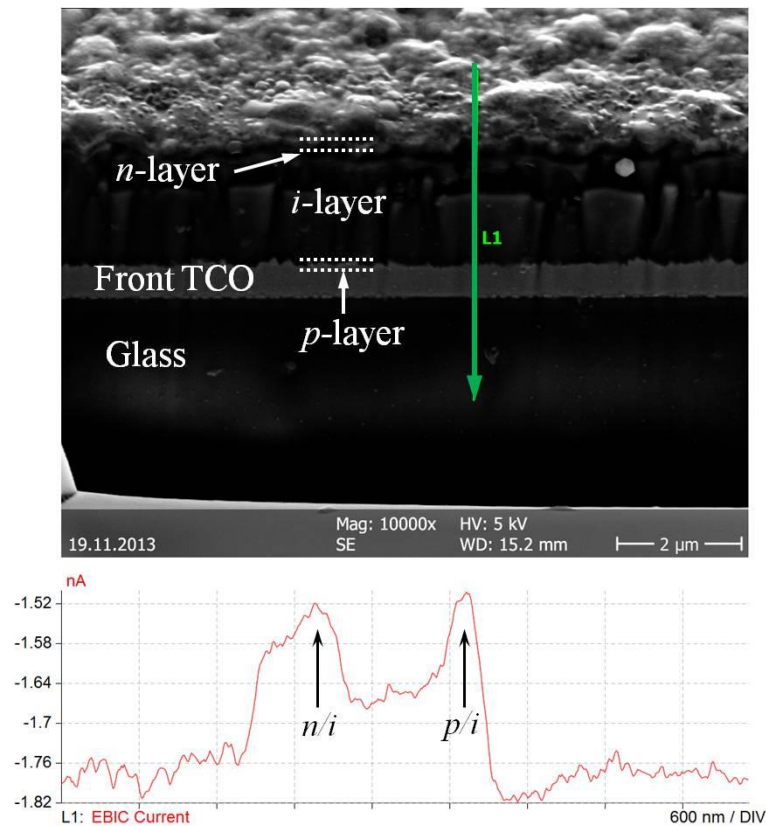 n-layer
i-layer
L1
Front TCO
p-layer
Glass
Mag: 10000x HV: 5 kV
19.11.2013 SE WD: 15.2 mm 2 µm
nA
-1.52
-1.58
-1.64
-1.7
-1.76
-1.82
n/i
p/i
L1: EBIC Current 600 nm / DIV